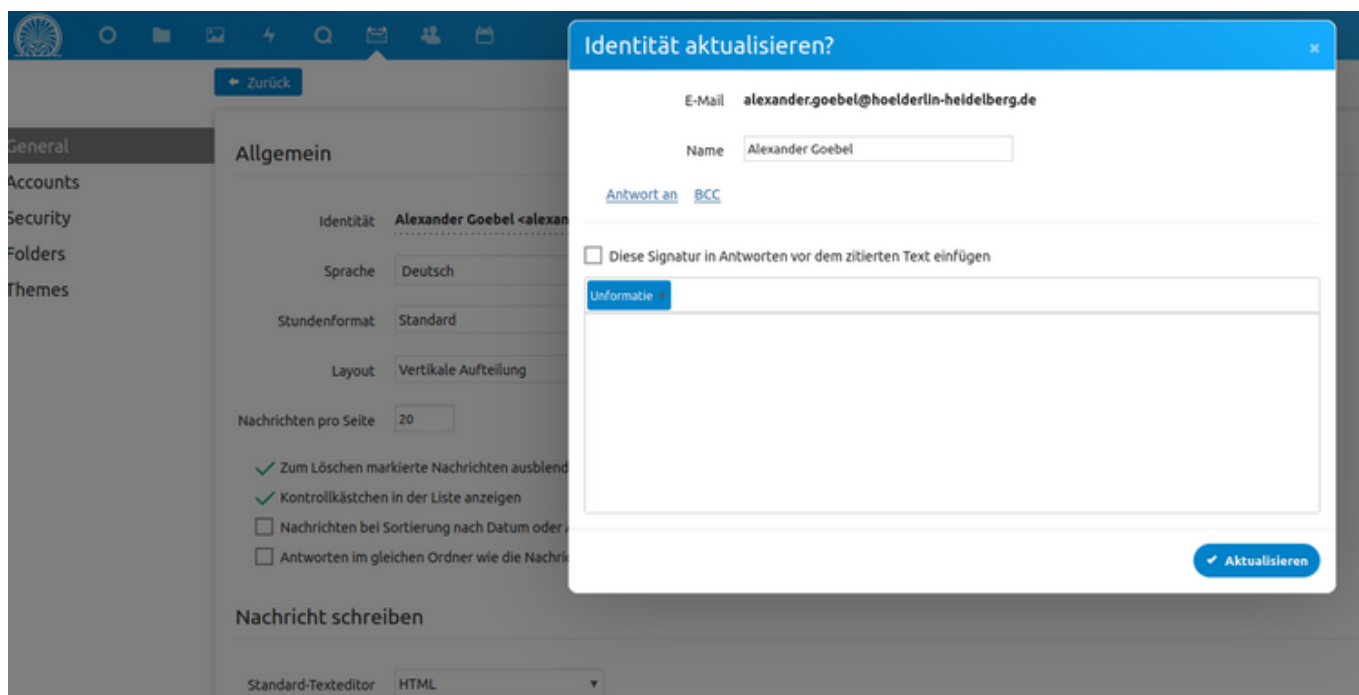 Identität aktualisieren?
×
Zurück
E-Mail alexander.goebel@hoelderlin-heidelberg.de
General
Accounts
Security
Folders
Themes
Allgemein
Name Alexander Goebel
Antwort an BCC
Identität Alexander Goebel <alexan
Diese Signatur in Antworten vor dem zitierten Text einfügen
Sprache Deutsch
Unformatie
Stundenformat Standard
Layout Vertikale Aufteilung
Nachrichten pro Seite 20
Zum Löschen markierte Nachrichten ausblend
Kontrollkästchen in der Liste anzeigen
Nachrichten bei Sortierung nach Datum oder
Antworten im gleichen Ordner wie die Nachri
Aktualisieren
Nachricht schreiben
Standard-Texteditor HTML